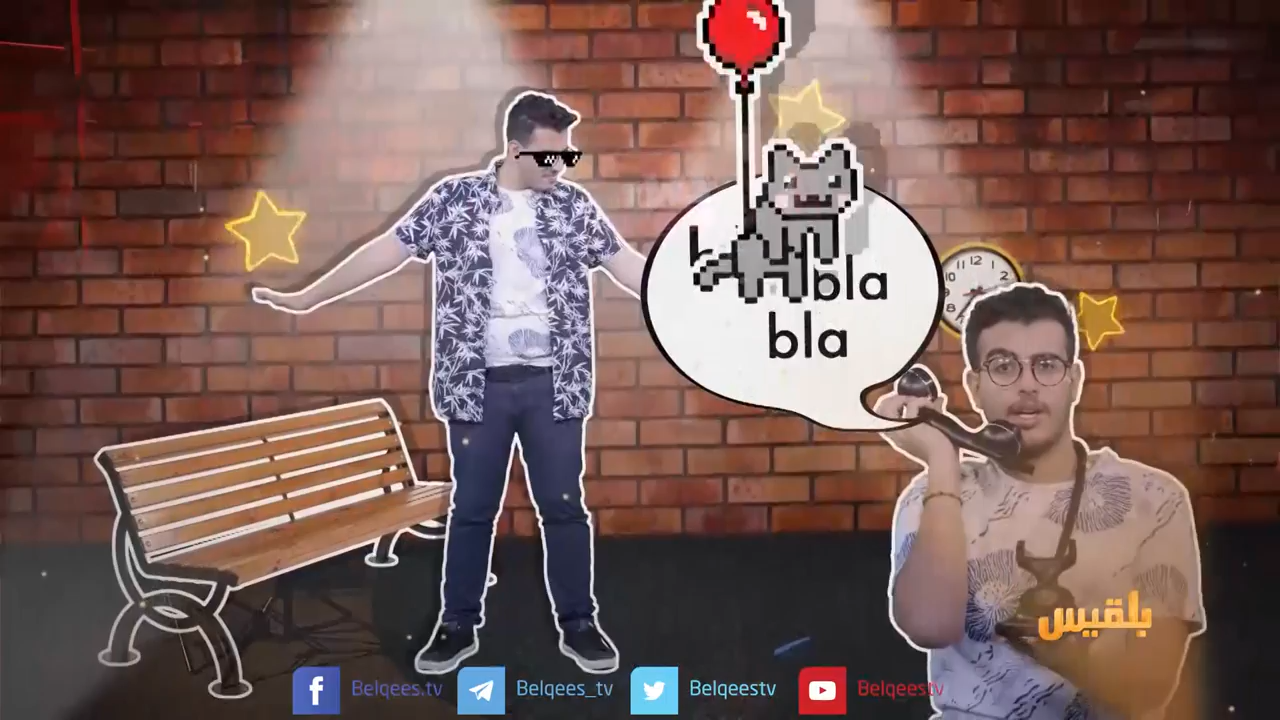 bla
bla
بلقيس
Belqees.tv
Belqees_tv
Belqeestv
Belqeestv